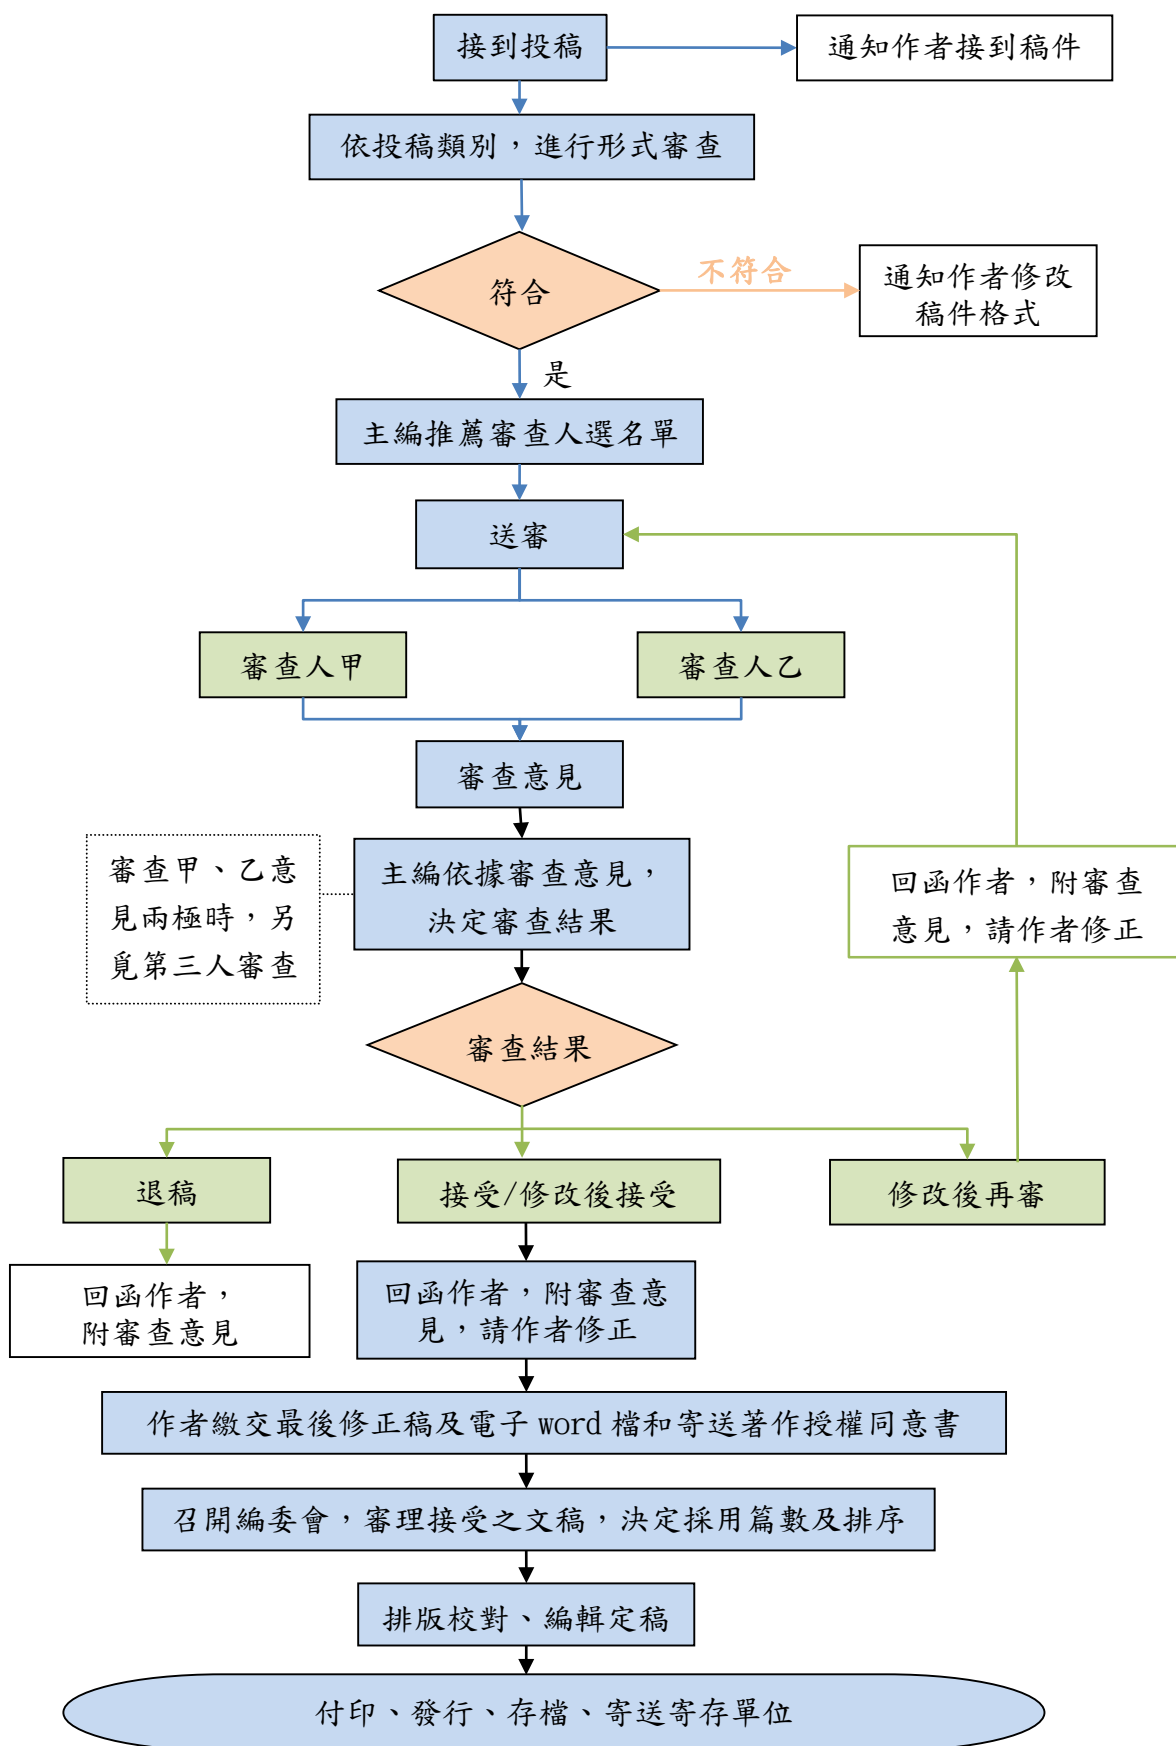 接到投稿
通知作者接到稿件
依投稿類別，進行形式審查
符合
不符合
通知作者修改
稿件格式
是
主編推薦審查人選名單
送審
審查人甲
審查人乙
審查意見
審查甲、乙意
見兩極時，另
覓第三人審查
主編依據審查意見，
決定審查結果
回函作者，附審查
意見，請作者修正
審查結果
退稿
接受/修改後接受
修改後再審
回函作者，
附審查意見
回函作者，附審查意
見，請作者修正
作者繳交最後修正稿及電子 word 檔和寄送著作授權同意書
召開編委會，審理接受之文稿，決定採用篇數及排序
排版校對、編輯定稿
付印、發行、存檔、寄送寄存單位